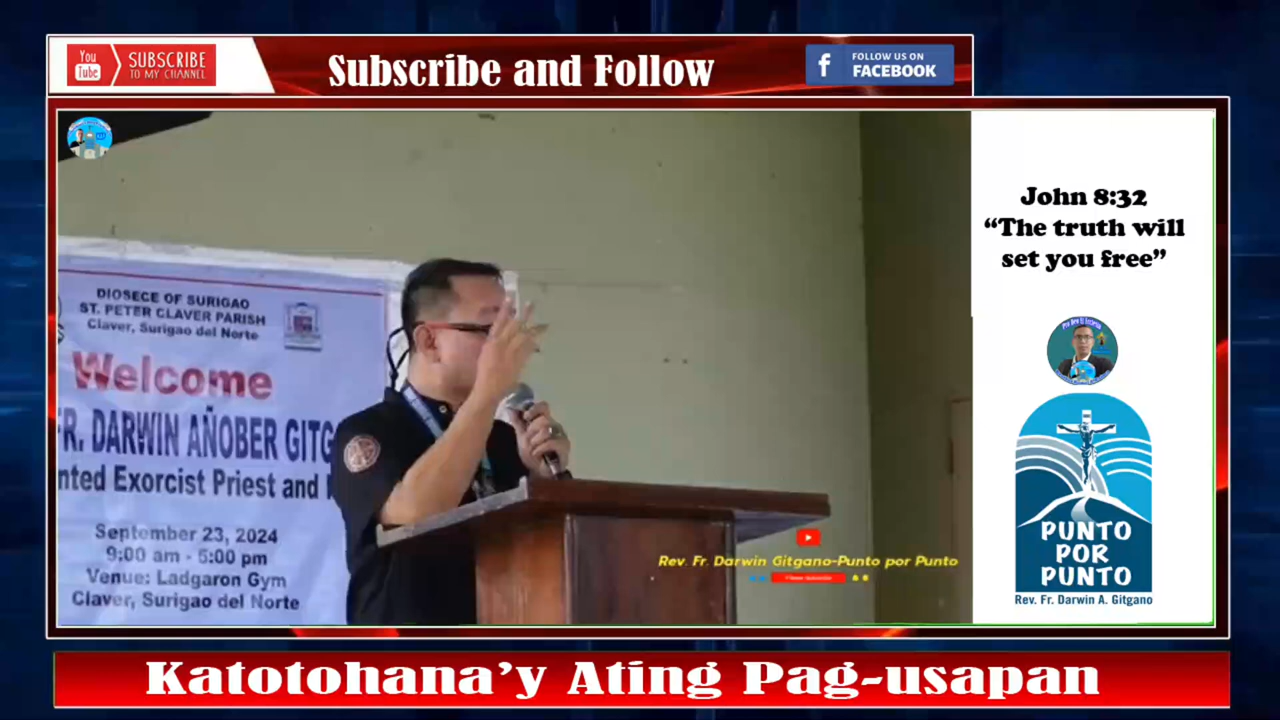 You
Tube
SUBSCRIBE
TO MY CHANNEL
Subscribe and Follow
f
FOLLOW US ON
FACEBOOK
DIOSECE OF SURIGAO
ST. PETER CLAVER PARISH
Claver, Surigao del Norte
Welcome
FR. DARWIN AÑOBER GITG
nted Exorcist Priest and
September 23, 2024
9:00 am - 5:00 pm
Venue: Ladgaron Gym
Claver, Surigao del Norte
Rev. Fr. Darwin Gitgano-Punto por Punto
John 8:32
“The truth will
set you free”
PUNTO
POR
PUNTO
Rev. Fr. Darwin A. Gitgano
Katotohana’y Ating Pag-usapan